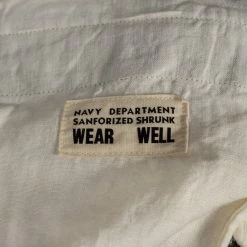 NAVY DEPARTMENT
SANFORIZED SHRUNK
WEAR WELL